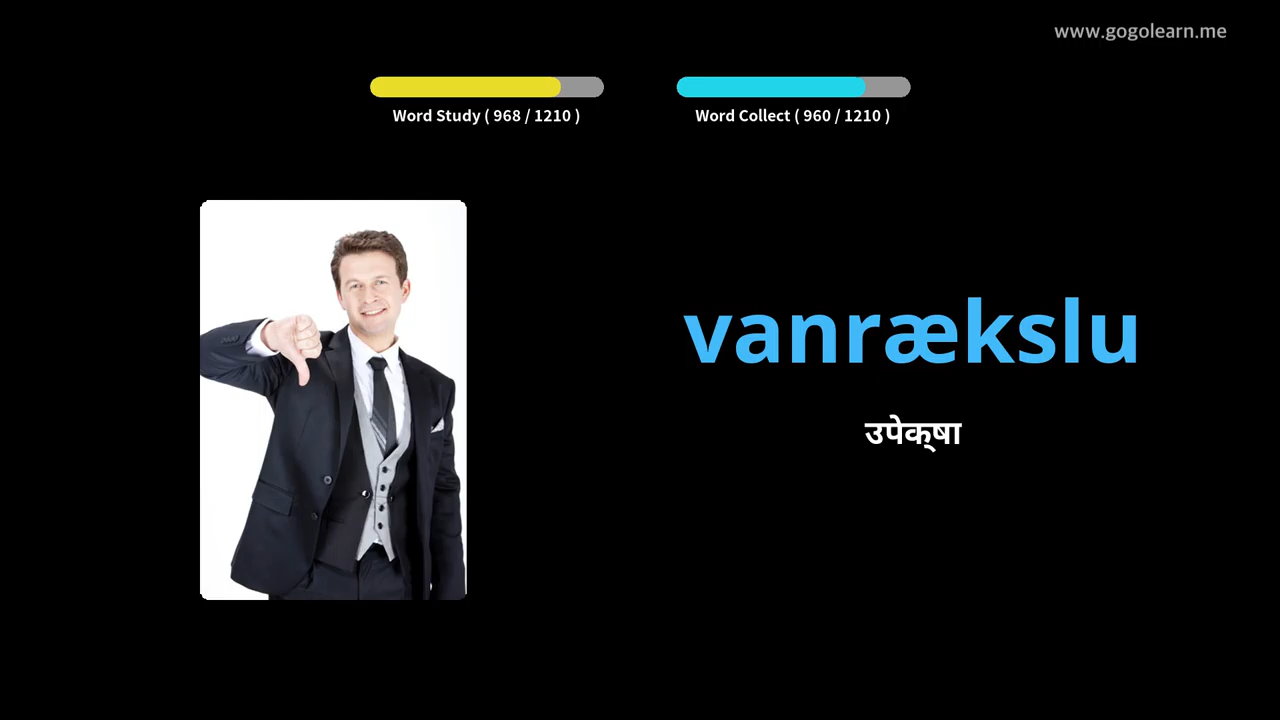 www.gogolearn.me
Word Study ( 968 / 1210 )
Word Collect ( 960 / 1210 )
vanrækslu
उपेक्षा